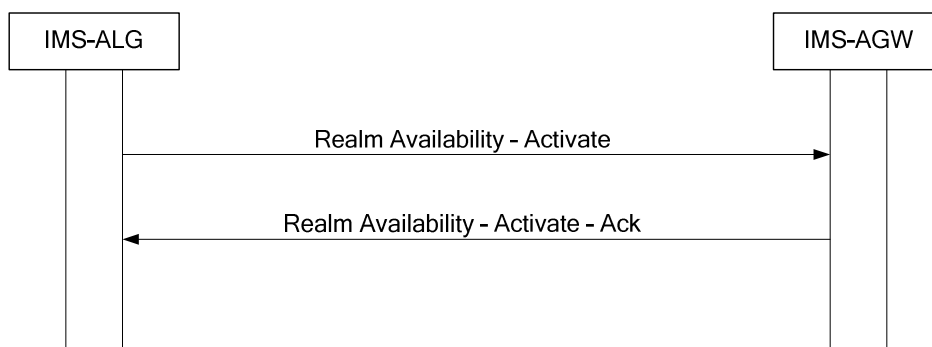 IMS-ALG
IMS-AGW
Realm Availability - Activate
Realm Availability - Activate - Ack